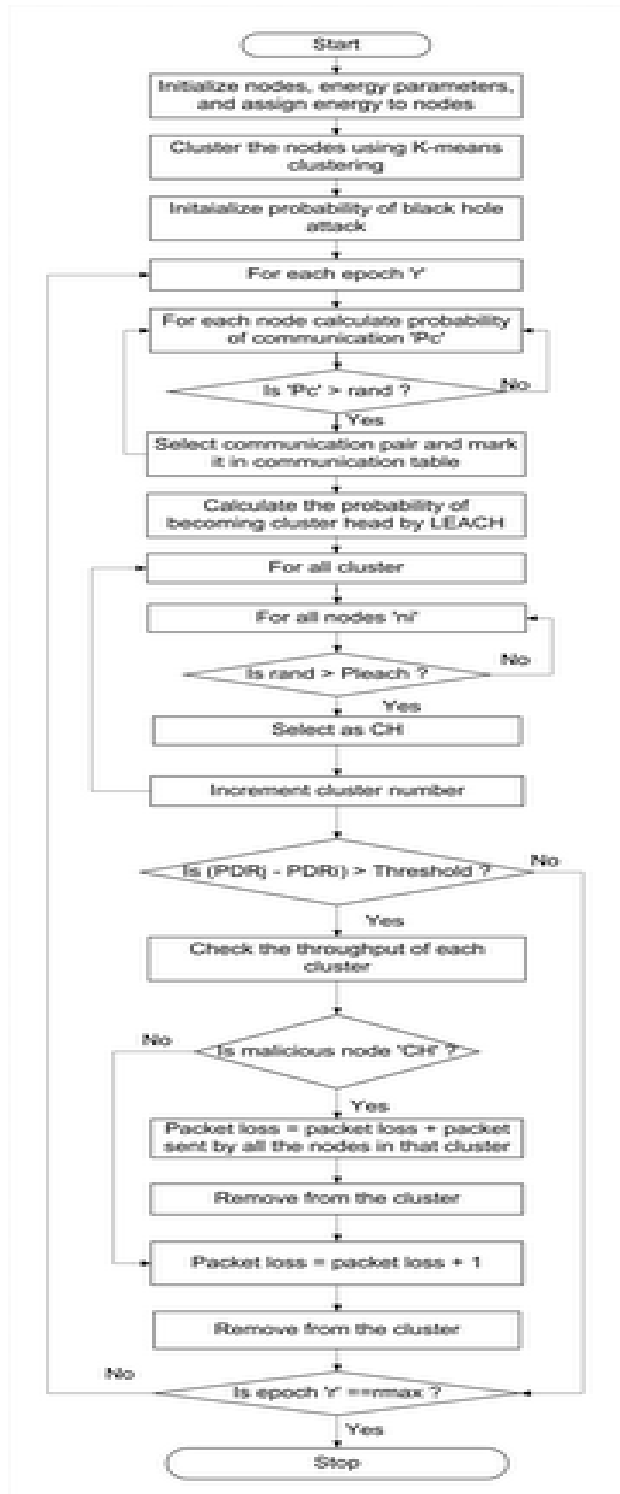 Start
Initialize nodes, energy parameters,
and assign energy to nodes
Cluster the nodes using K-means
clustering
Initaialize probability of black hole
attack
For each epoch 'r'
For each node calculate probability
of communication 'Pc'
Is 'Pc' > rand ?
No
Yes
Select communication pair and mark
it in communication table
Calculate the probability of
becoming cluster head by LEACH
For all cluster
For all nodes 'ni'
Is rand > Pleach ?
No
Yes
Select as CH
Increment cluster number
Is (PDRj - PDRi) > Threshold ?
No
Yes
Check the throughput of each
cluster
Is malicious node 'CH' ?
No
Yes
Packet loss = packet loss + packet
sent by all the nodes in that cluster
Remove from the cluster
Packet loss = packet loss + 1
Remove from the cluster
No
Is epoch 'r' ==rmax ?
Yes
Stop